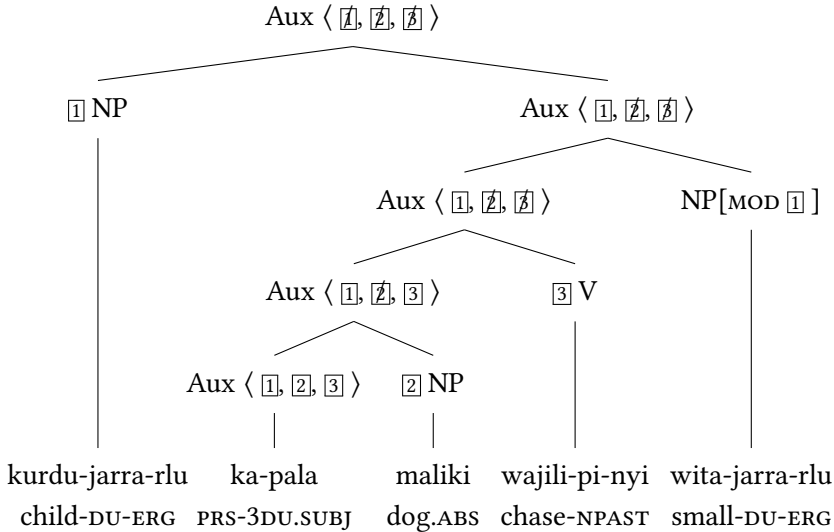 Aux ⟨ 1̸, 2̸, 3̸ ⟩
1 NP Aux ⟨ 1, 2̸, 3̸ ⟩
Aux ⟨ 1, 2̸, 3̸ ⟩ NP[MOD 1 ]
Aux ⟨ 1, 2̸, 3 ⟩ 3 V
Aux ⟨ 1, 2, 3 ⟩ 2 NP
kurdu-jarra-rlu ka-pala maliki wajili-pi-nyi wita-jarra-rlu
child-DU-ERG PRS-3DU.SUBJ dog.ABS chase-NPAST small-DU-ERG